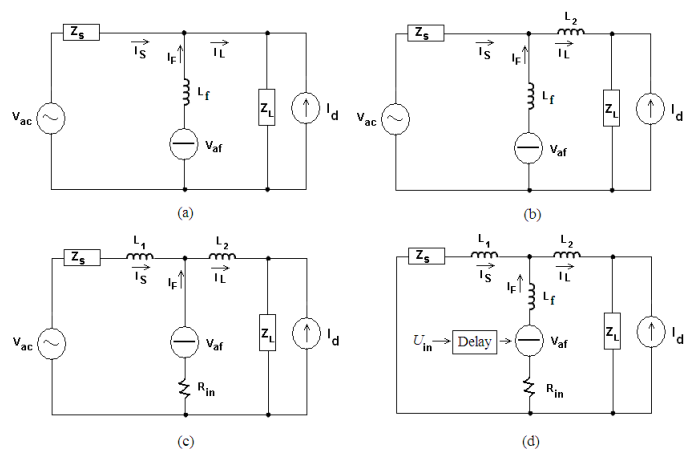 Zs
IS
IF
IL
Lf
ZL
Id
Vac
Vaf
(a)
L2
Zs
IS
IF
IL
Lf
ZL
Id
Vac
Vaf
(b)
L1
L2
Zs
IS
IF
IL
Vac
Vaf
ZL
Id
Rin
(c)
L1
L2
Zs
IS
IF
IL
Lf
Uin
Delay
Vaf
ZL
Id
Rin
(d)